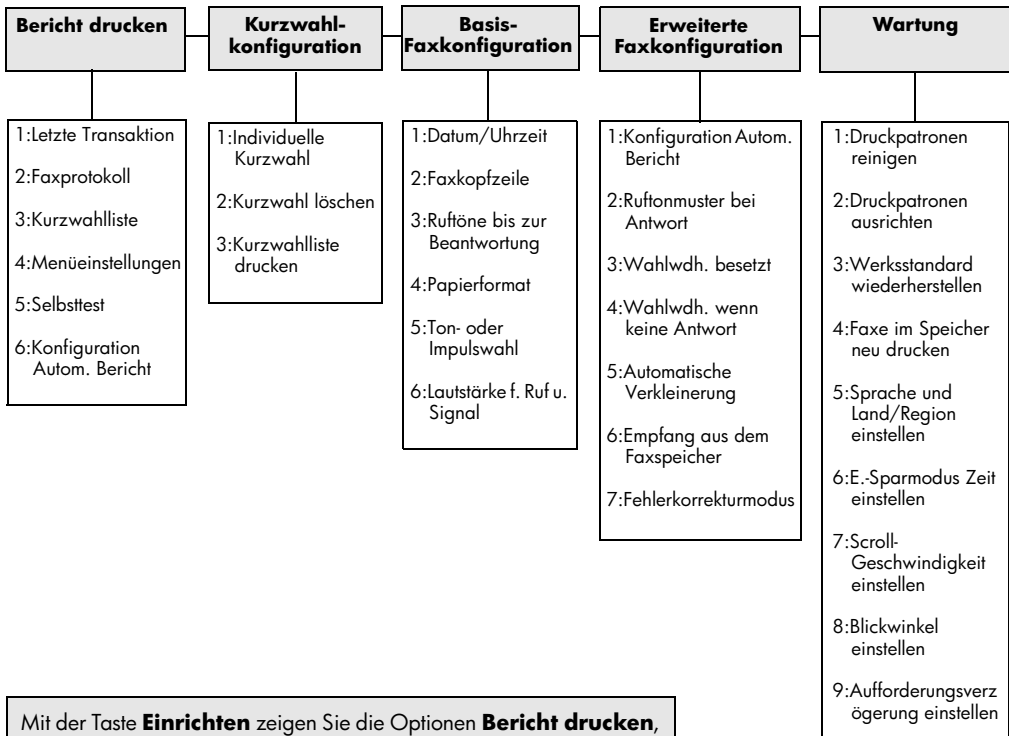 Bericht drucken
1:Letzte Transaktion
2:Faxprotokoll
3:Kurzwahlliste
4:Menüeinstellungen
5:Selbsttest
6:Konfiguration
Autom. Bericht
Kurzwahl-
konfiguration
1:Individuelle
Kurzwahl
2:Kurzwahl löschen
3:Kurzwahlliste
drucken
Basis-
Faxkonfiguration
1:Datum/Uhrzeit
2:Faxkopfzeile
3:Ruftöne bis zur
Beantwortung
4:Papierformat
5:Ton- oder
Impulswahl
6:Lautstärke f. Ruf u.
Signal
Erweiterte
Faxkonfiguration
1:Konfiguration Autom.
Bericht
2:Ruftonmuster bei
Antwort
3:Wahlwdh. besetzt
4:Wahlwdh. wenn
keine Antwort
5:Automatische
Verkleinerung
6:Empfang aus dem
Faxspeicher
7:Fehlerkorrekturmodus
Wartung
1:Druckpatronen
reinigen
2:Druckpatronen
ausrichten
3:Werksstandard
wiederherstellen
4:Faxe im Speicher
neu drucken
5:Sprache und
Land/Region
einstellen
6:E.-Sparmodus Zeit
einstellen
7:Scroll-
Geschwindigkeit
einstellen
8:Blickwinkel
einstellen
9:Aufforderungsverz
ögerung einstellen
Mit der Taste Einrichten zeigen Sie die Optionen Bericht drucken,